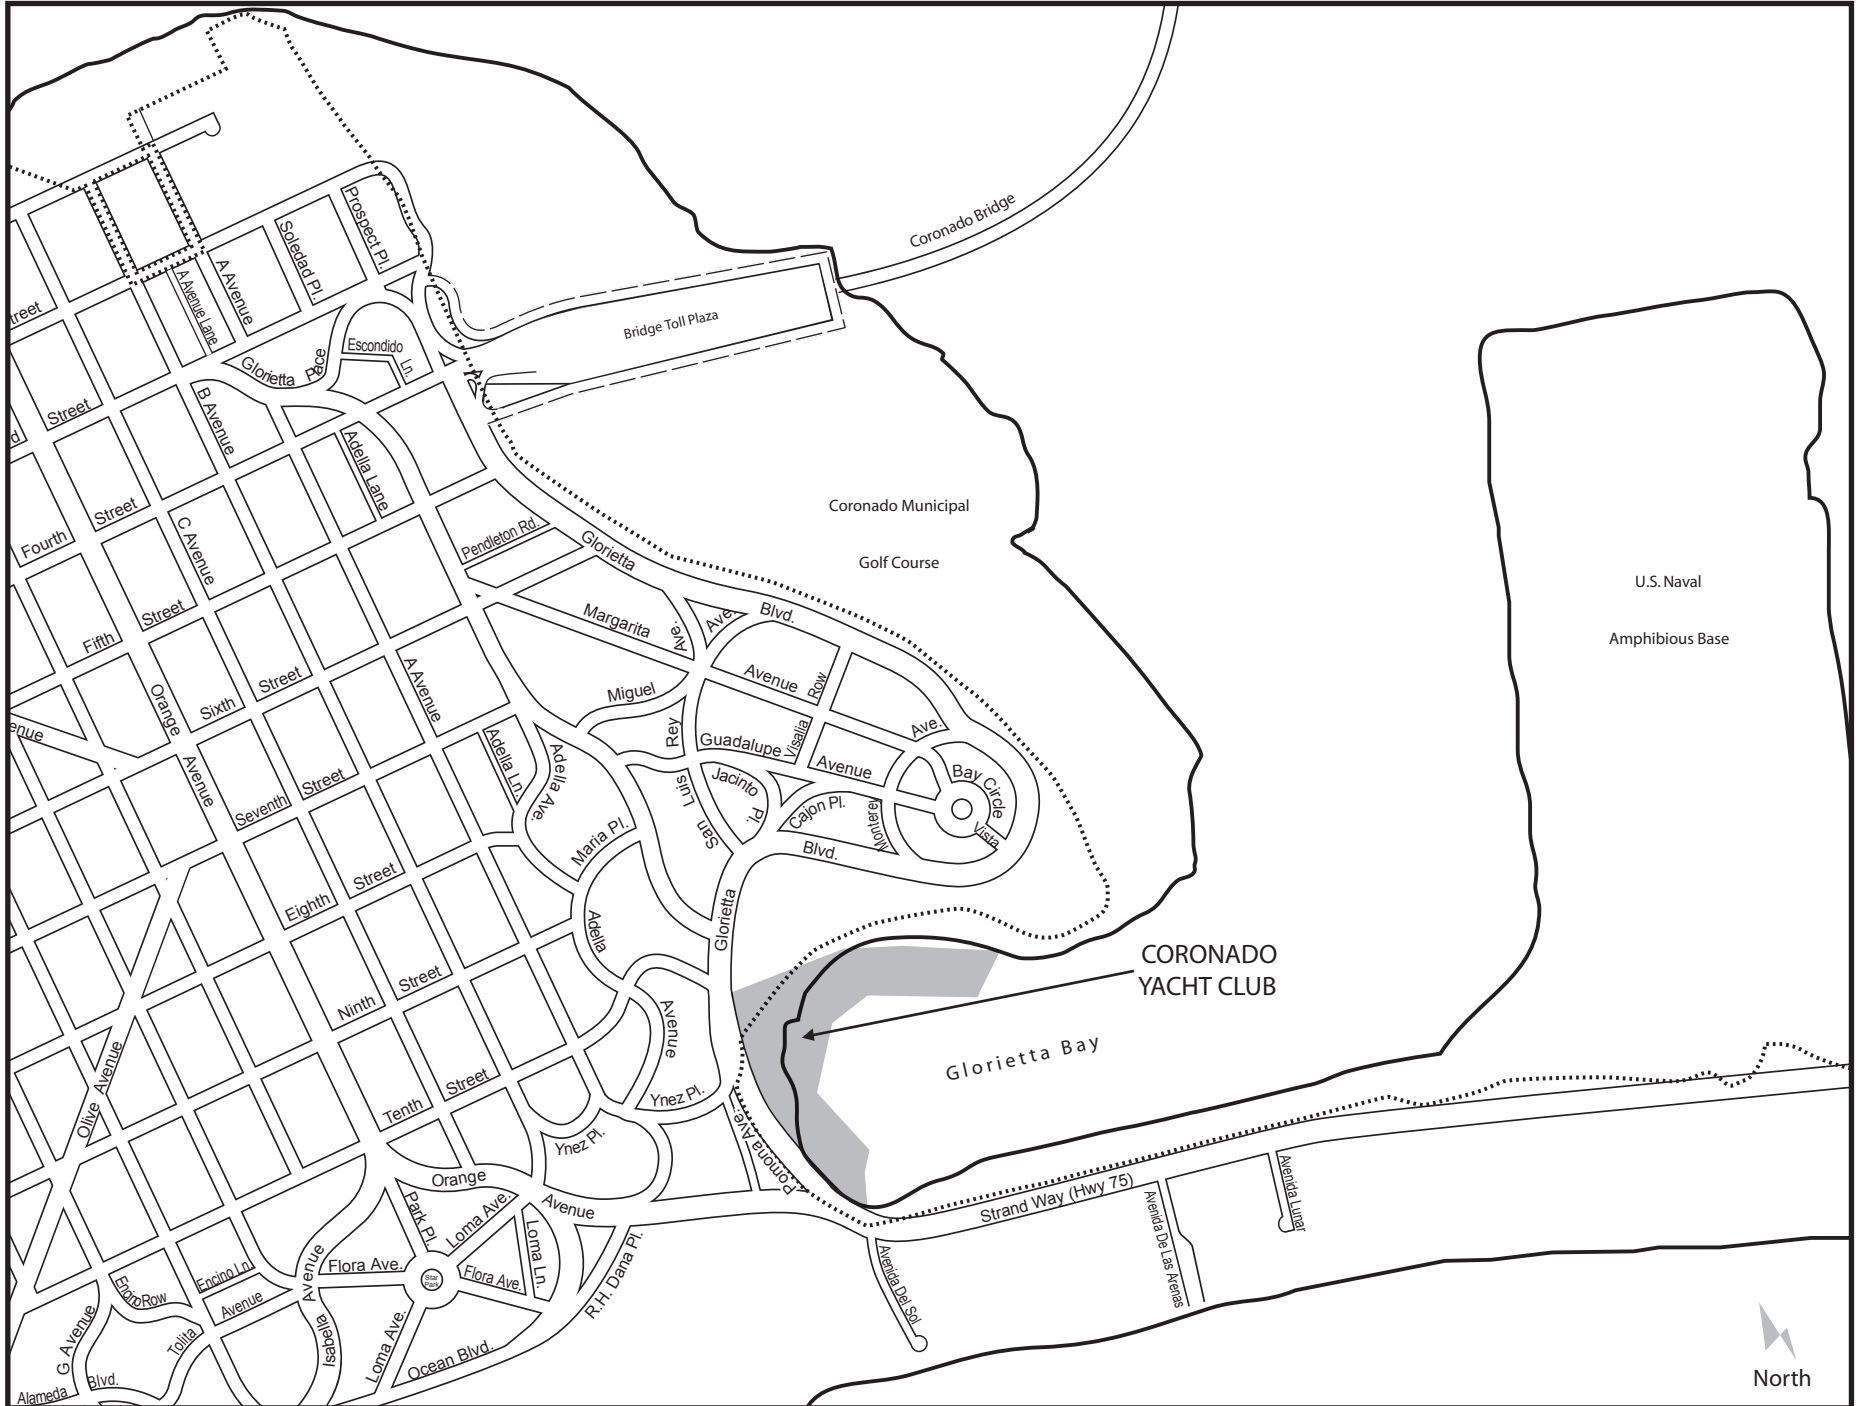 Coronado Bridge
Bridge Toll Plaza
Prospect Pl.
Soledad Pl.
A Avenue
A Avenue Lane
treet
Glorietta Place
Escondido
Ln.
Street
B Avenue
rd
Adella Lane
Street
Fourth
C Avenue
Pendleton Rd.
Glorietta
Blvd.
Coronado Municipal
Golf Course
U.S. Naval
Amphibious Base
Street
Fifth
Margarita
Ave.
Ave.
Avenue
Row
Visalia
Ave.
Miguel
Rey
Guadalupe
Avenue
Street
Sixth
Orange
Avenue
A Avenue
enue
Adella Ln.
Adella Ave.
Street
Seventh
Jacinto
Pl.
Luis
San
Cajon Pl.
Monterey
Bay Circle
Vista
Blvd.
Maria Pl.
Street
Eighth
Adella
Avenue
Glorietta
CORONADO
YACHT CLUB
Street
Ninth
Glorietta Bay
Olive Avenue
Street
Tenth
Ynez Pl.
Ynez Pl.
Pomona Ave.
Orange
Avenue
Park Pl.
Loma Ave.
Loma Ln.
Strand Way (Hwy 75)
Avenida Lunar
Avenida De Las Arenas
Avenida Del Sol
Flora Ave.
Star
Park
Flora Ave.
R.H. Dana Pl.
Avenue
Isabella
Encino Ln.
Encino Row
Avenue
Tolita
G Avenue
Loma Ave.
Ocean Blvd.
Alameda
Blvd.
North